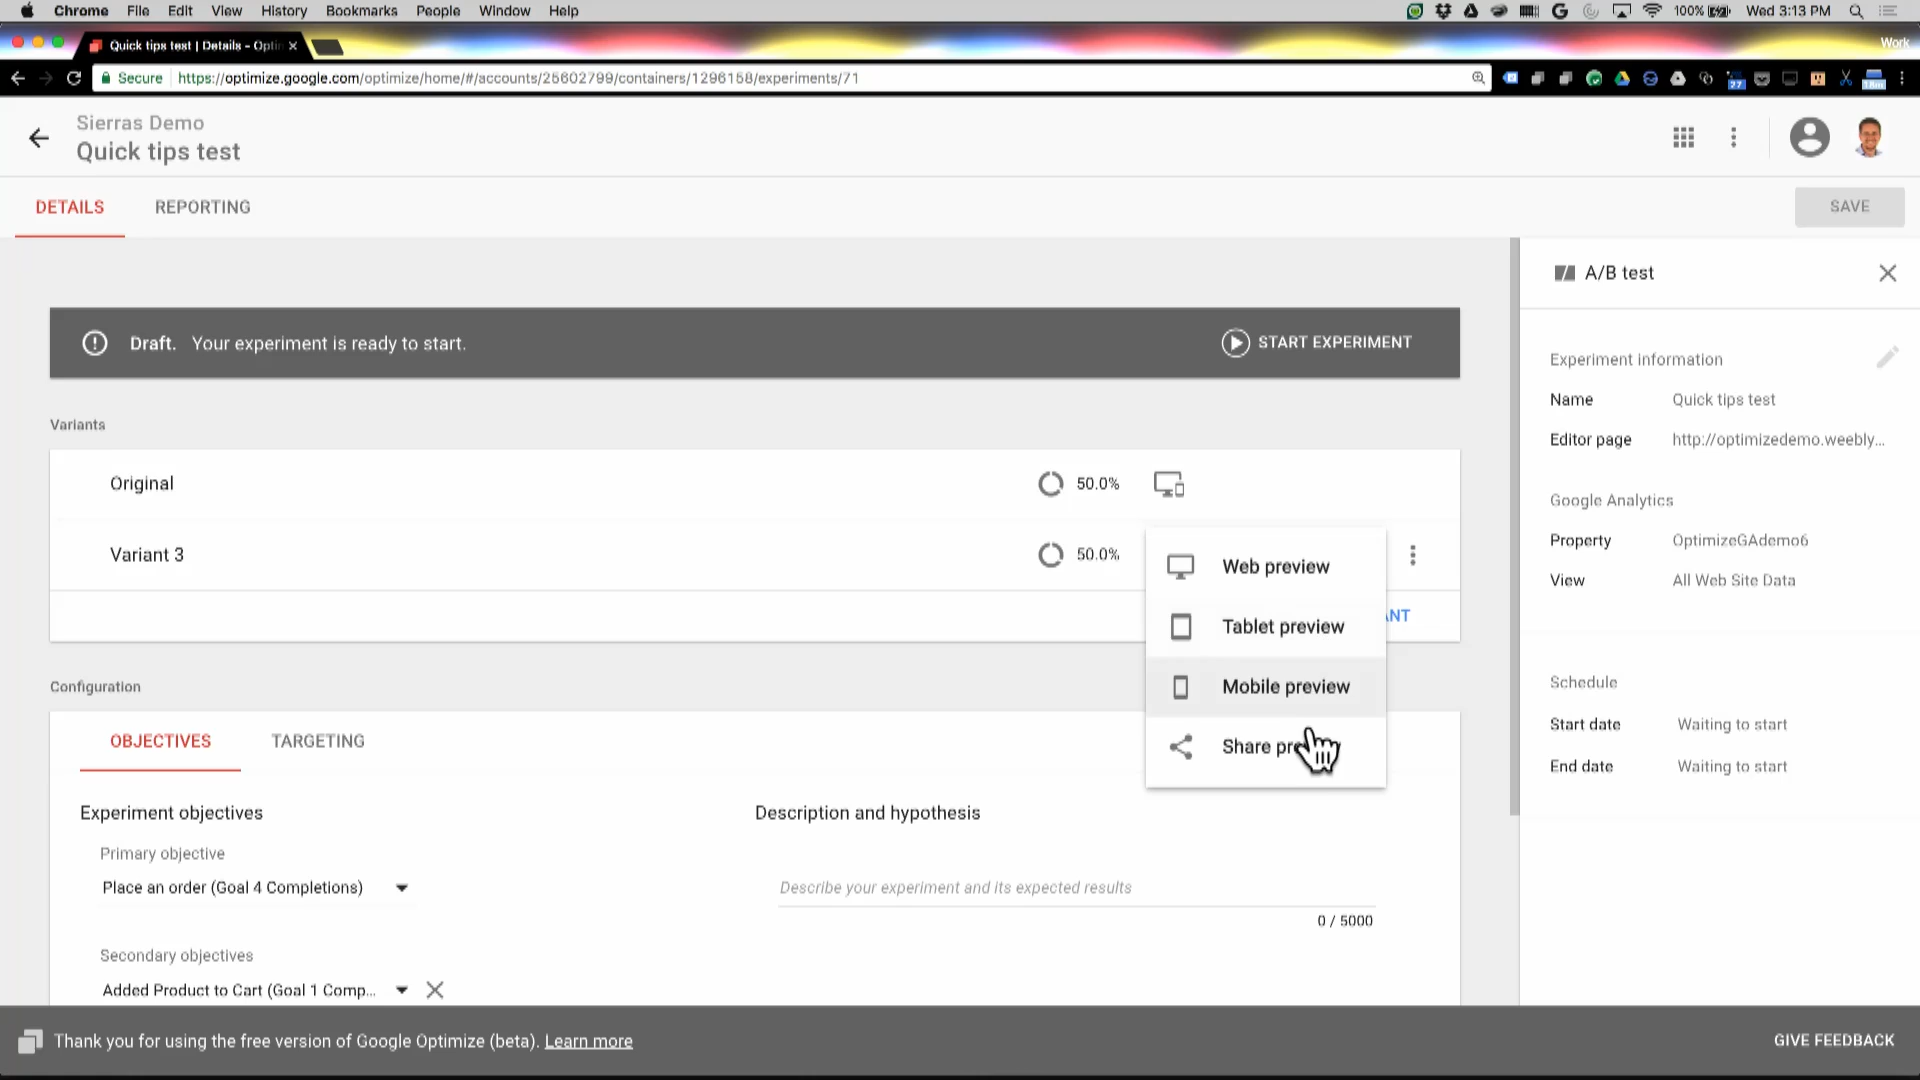 Chrome File Edit View History Bookmarks People Window Help
100% Wed 3:13 PM
Quick tips test | Details - Opti
Work
Secure https://optimize.google.com/optimize/home/#/accounts/25602799/containers/1296158/experiments/71
27
18m
Sierras Demo
Quick tips test
DETAILS REPORTING
SAVE
A/B test
Draft. Your experiment is ready to start.
START EXPERIMENT
Experiment information
Name Quick tips test
Editor page http://optimizedemo.weebly...
Variants
Original 50.0%
Variant 3 50.0%
Web preview
Tablet preview
Mobile preview
Share pre
ANT
Google Analytics
Property OptimizeGAdemo6
View All Web Site Data
Schedule
Start date Waiting to start
End date Waiting to start
Configuration
OBJECTIVES TARGETING
Experiment objectives
Description and hypothesis
Primary objective
Place an order (Goal 4 Completions)
Describe your experiment and its expected results
0 / 5000
Secondary objectives
Added Product to Cart (Goal 1 Comp...
Thank you for using the free version of Google Optimize (beta). Learn more
GIVE FEEDBACK